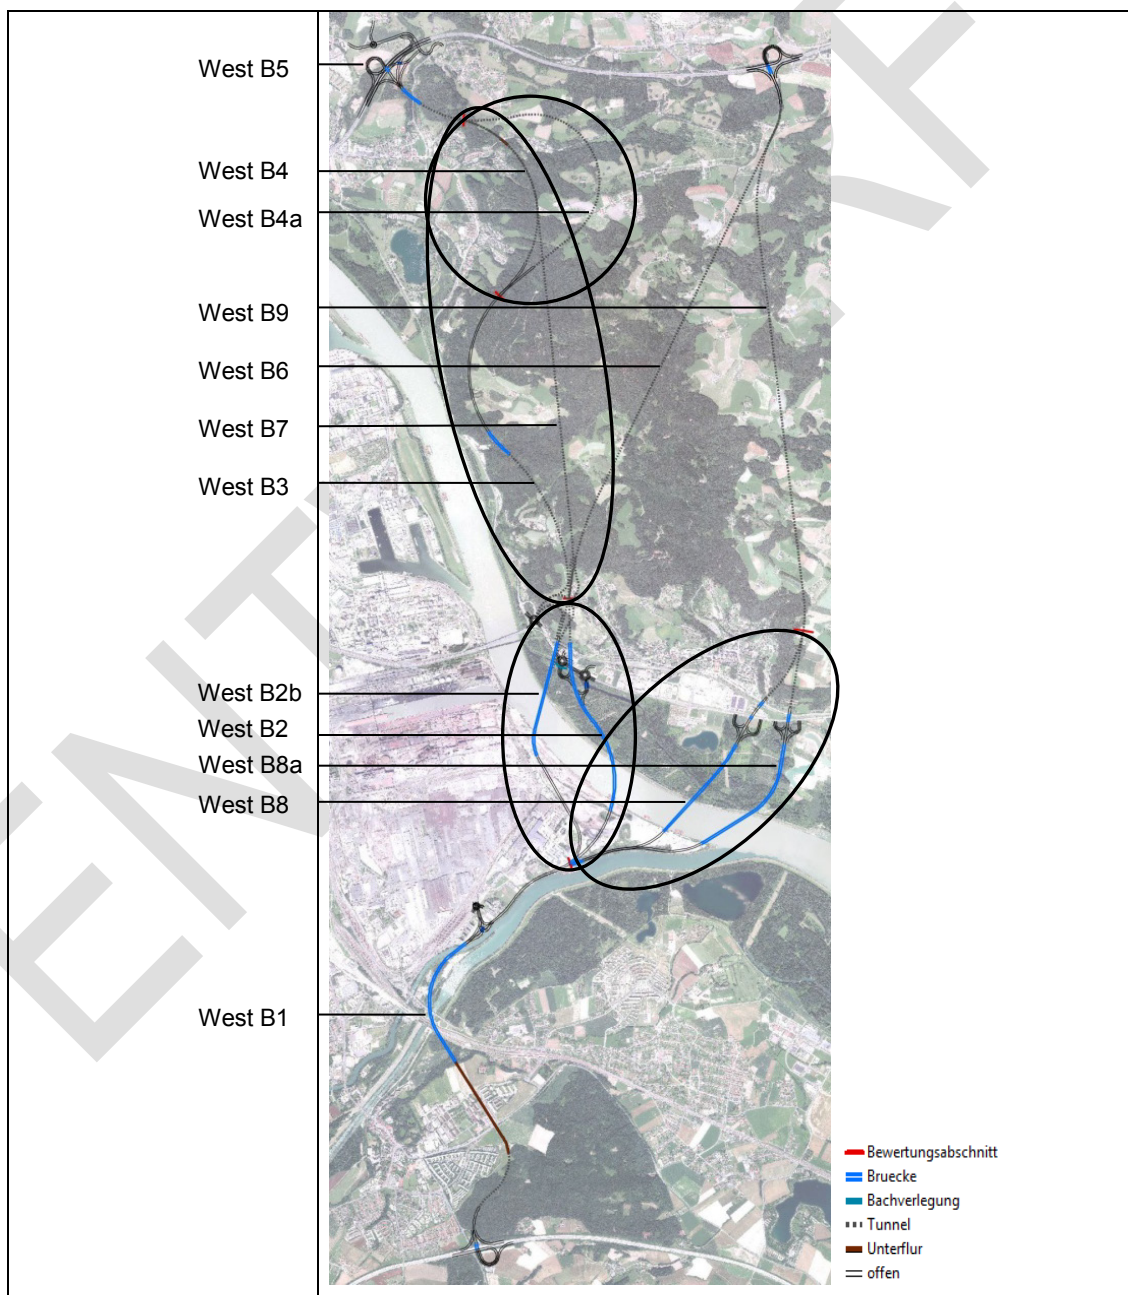 West B5
West B4
West B4a
West B9
West B6
West B7
West B3
West B2b
West B2
West B8a
West B8
West B1
Bewertungsabschnitt
Bruecke
Bachverlegung
Tunnel
Unterflur
offen